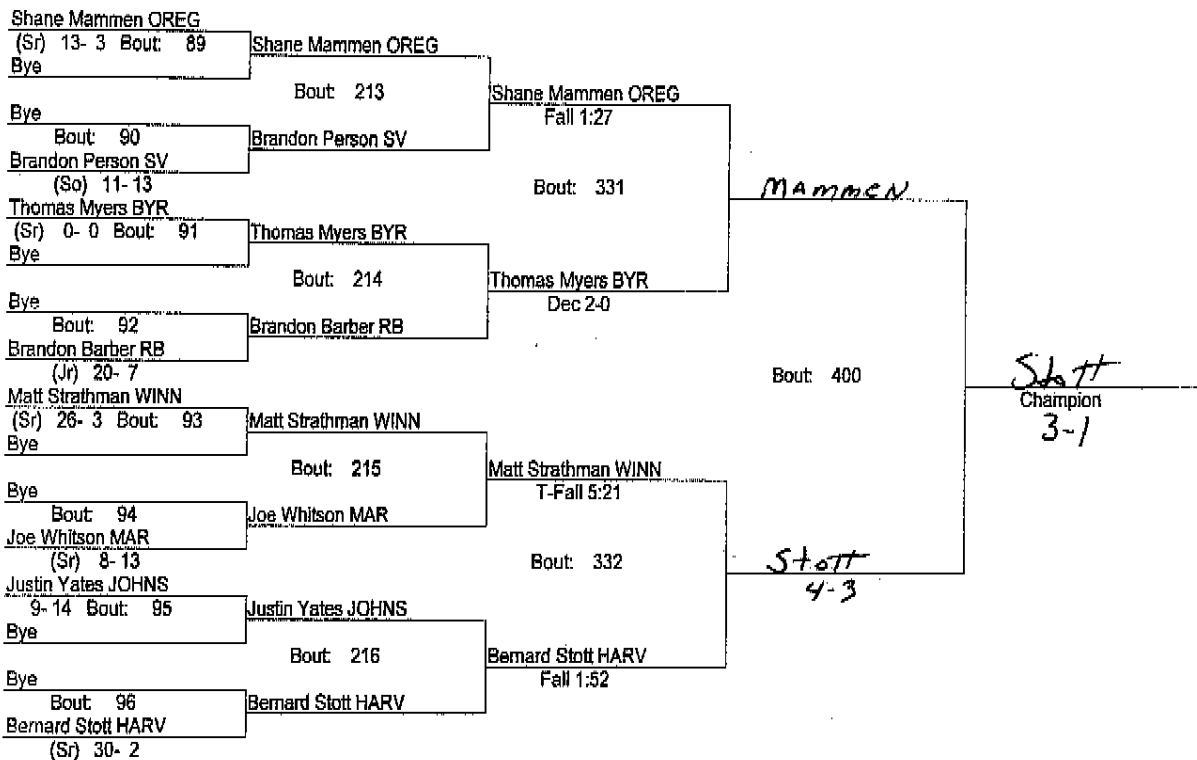 Shane Mammen OREG
(Sr) 13- 3 Bout: 89
Bye
Shane Mammen OREG
Bout: 213
Bye
Bout: 90
Brandon Person SV
(So) 11- 13
Brandon Person SV
Shane Mammen OREG
Fall 1:27
Bout: 331
Thomas Myers BYR
(Sr) 0- 0 Bout: 91
Bye
Thomas Myers BYR
Bout: 214
Bye
Bout: 92
Brandon Barber RB
(Jr) 20- 7
Brandon Barber RB
Thomas Myers BYR
Dec 2-0
MAMMEN
Bout: 400
Matt Strathman WINN
(Sr) 26- 3 Bout: 93
Bye
Matt Strathman WINN
Bout: 215
Bye
Bout: 94
Joe Whitson MAR
(Sr) 8- 13
Joe Whitson MAR
Matt Strathman WINN
T-Fall 5:21
Bout: 332
Justin Yates JOHNS
9- 14 Bout: 95
Bye
Justin Yates JOHNS
Bout: 216
Bye
Bout: 96
Bernard Stott HARV
(Sr) 30- 2
Bernard Stott HARV
Bernard Stott HARV
Fall 1:52
Stott
4-3
Stott
Champion
3-1